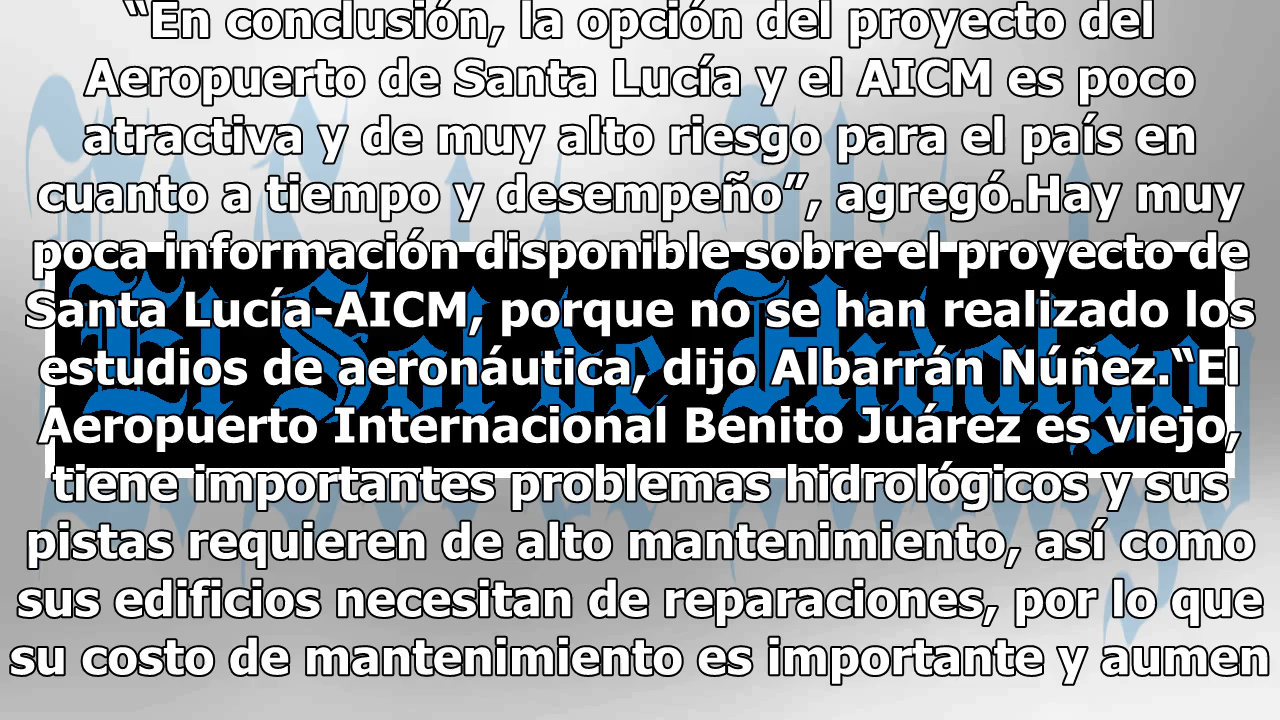 “En conclusión, la opción del proyecto del
Aeropuerto de Santa Lucía y el AICM es poco
atractiva y de muy alto riesgo para el país en
cuanto a tiempo y desempeño”, agregó.Hay muy
poca información disponible sobre el proyecto de
Santa Lucía-AICM, porque no se han realizado los
estudios de aeronáutica, dijo Albarrán Núñez.“El
Aeropuerto Internacional Benito Juárez es viejo,
tiene importantes problemas hidrológicos y sus
pistas requieren de alto mantenimiento, así como
sus edificios necesitan de reparaciones, por lo que
su costo de mantenimiento es importante y aumen
El Sol de Hidalgo